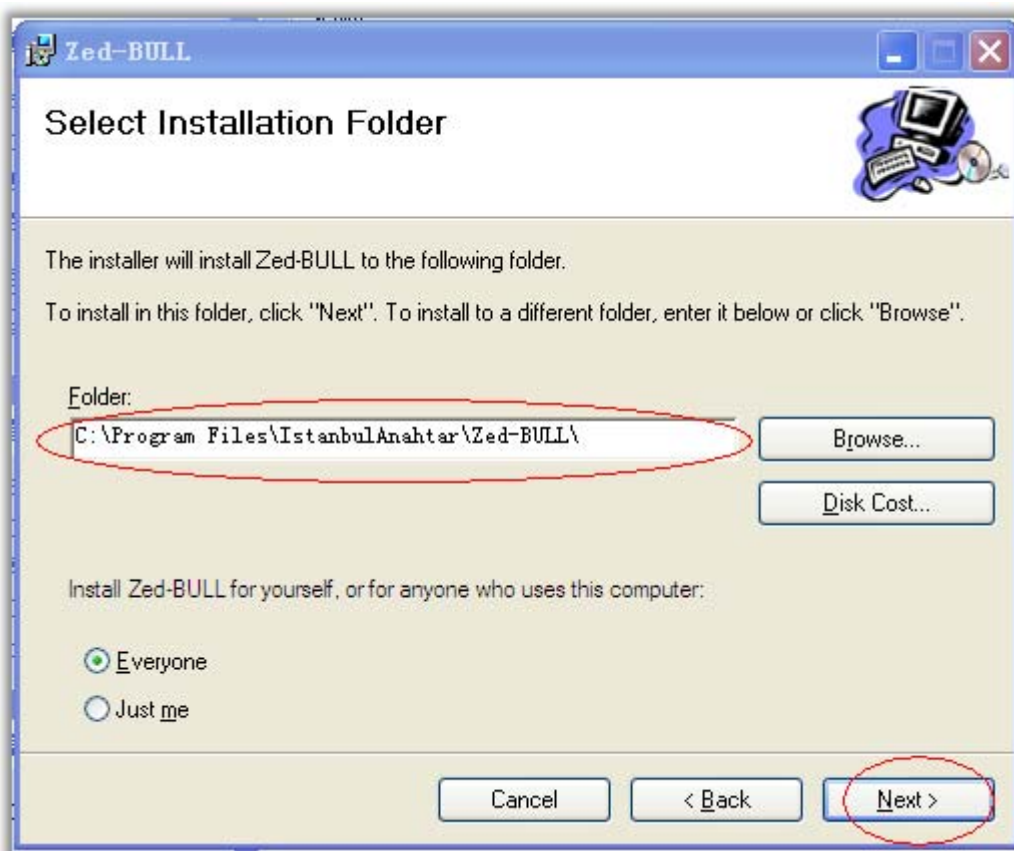 Zed-BULL
Select Installation Folder
The installer will install Zed-BULL to the following folder.
To install in this folder, click "Next". To install to a different folder, enter it below or click "Browse".
Folder:
C:\Program Files\IstanbulAnahtar\Zed-BULL\
Browse...
Disk Cost...
Install Zed-BULL for yourself, or for anyone who uses this computer:
Everyone
Just me
Cancel
< Back
Next >